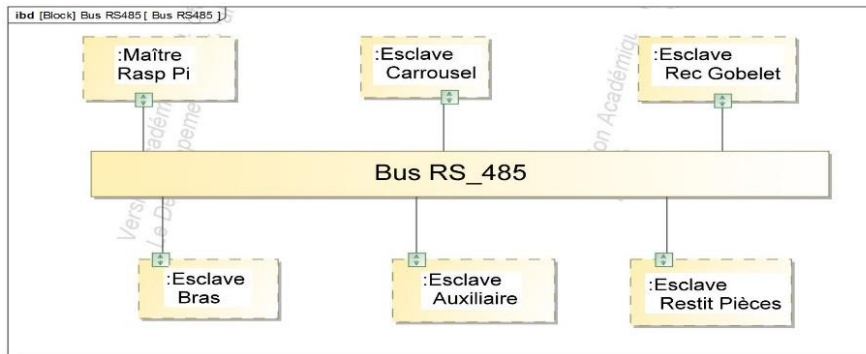 ibd [Block] Bus RS485 [ Bus RS485 ]
:Maître
Rasp Pi
:Esclave
Carrousel
:Esclave
Rec Gobelet
Bus RS_485
:Esclave
Bras
:Esclave
Auxiliaire
:Esclave
Restit Pièces